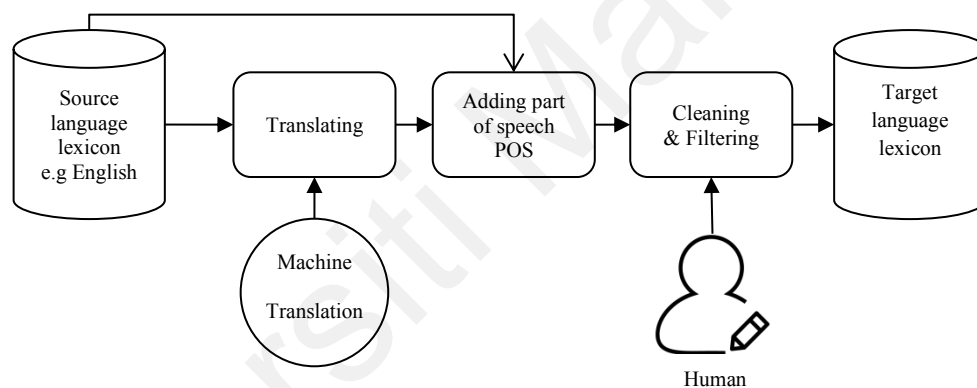 Source
language
lexicon
e.g English
Translating
Adding part
of speech
POS
Cleaning
& Filtering
Target
language
lexicon
Machine
Translation
Human